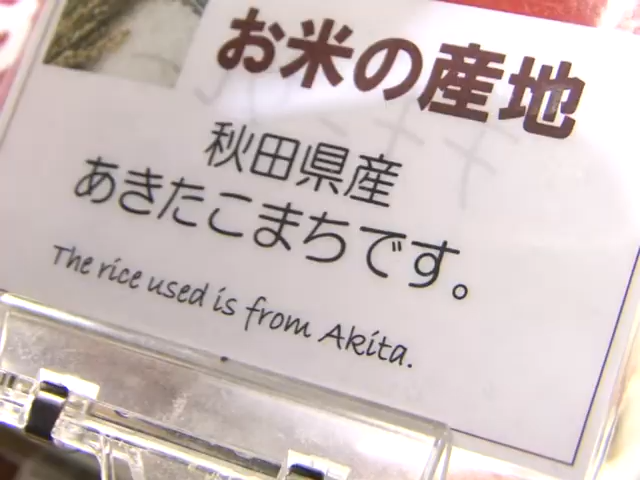 お米の産地
秋田県産
あきたこまちです。
The rice used is from Akita.